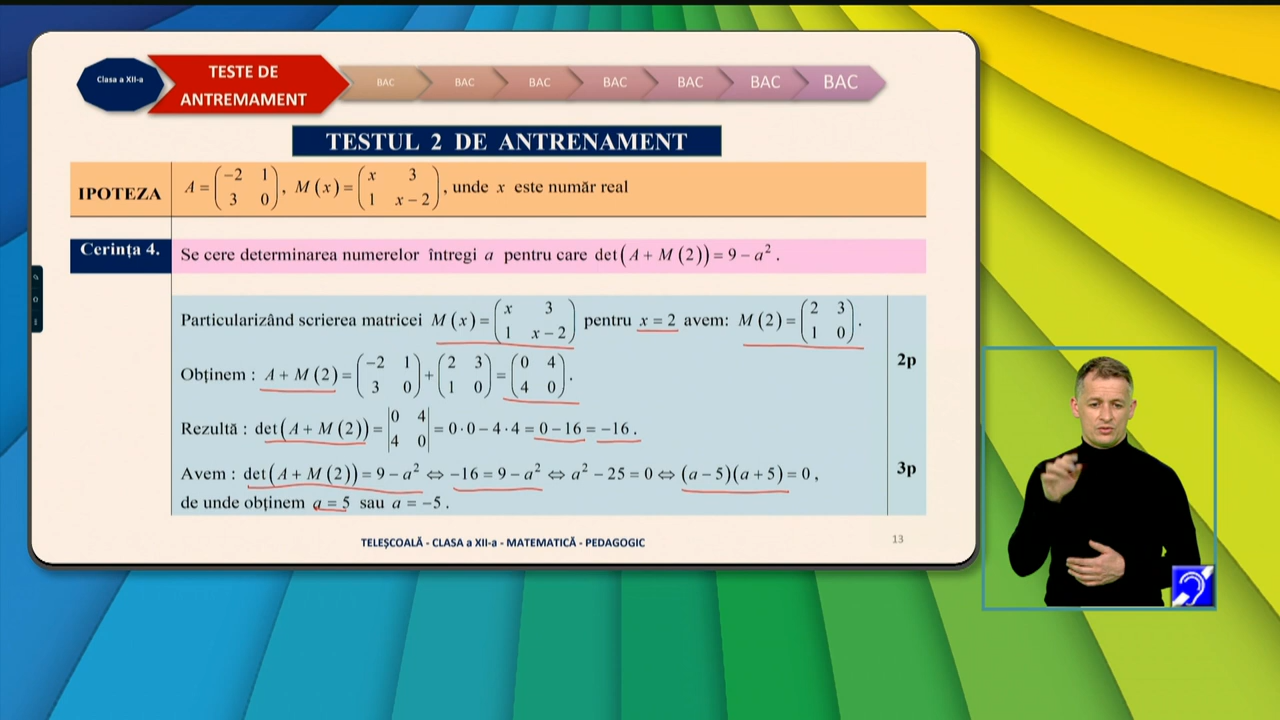 Clasa a XII-a
TESTE DE
ANTREMAMENT
BAC BAC BAC BAC BAC BAC BAC
TESTUL 2 DE ANTRENAMENT
IPOTEZA
A = (−2 1; 3 0), M(x) = (x 3; 1 x − 2), unde x este număr real
Cerința 4.
Se cere determinarea numerelor întregi a pentru care det(A + M(2)) = 9 − a².
Particularizând scrierea matricei M(x) = (x 3; 1 x − 2) pentru x = 2 avem: M(2) = (2 3; 1 0).
2p
Obținem : A + M(2) = (−2 1; 3 0) + (2 3; 1 0) = (0 4; 4 0).
Rezultă : det(A + M(2)) = |0 4; 4 0| = 0·0 − 4·4 = 0 − 16 = −16.
Avem : det(A + M(2)) = 9 − a² ⇔ −16 = 9 − a² ⇔ a² − 25 = 0 ⇔ (a − 5)(a + 5) = 0,
3p
de unde obținem a = 5 sau a = −5.
TELEȘCOALĂ - CLASA a XII-a - MATEMATICĂ - PEDAGOGIC
13